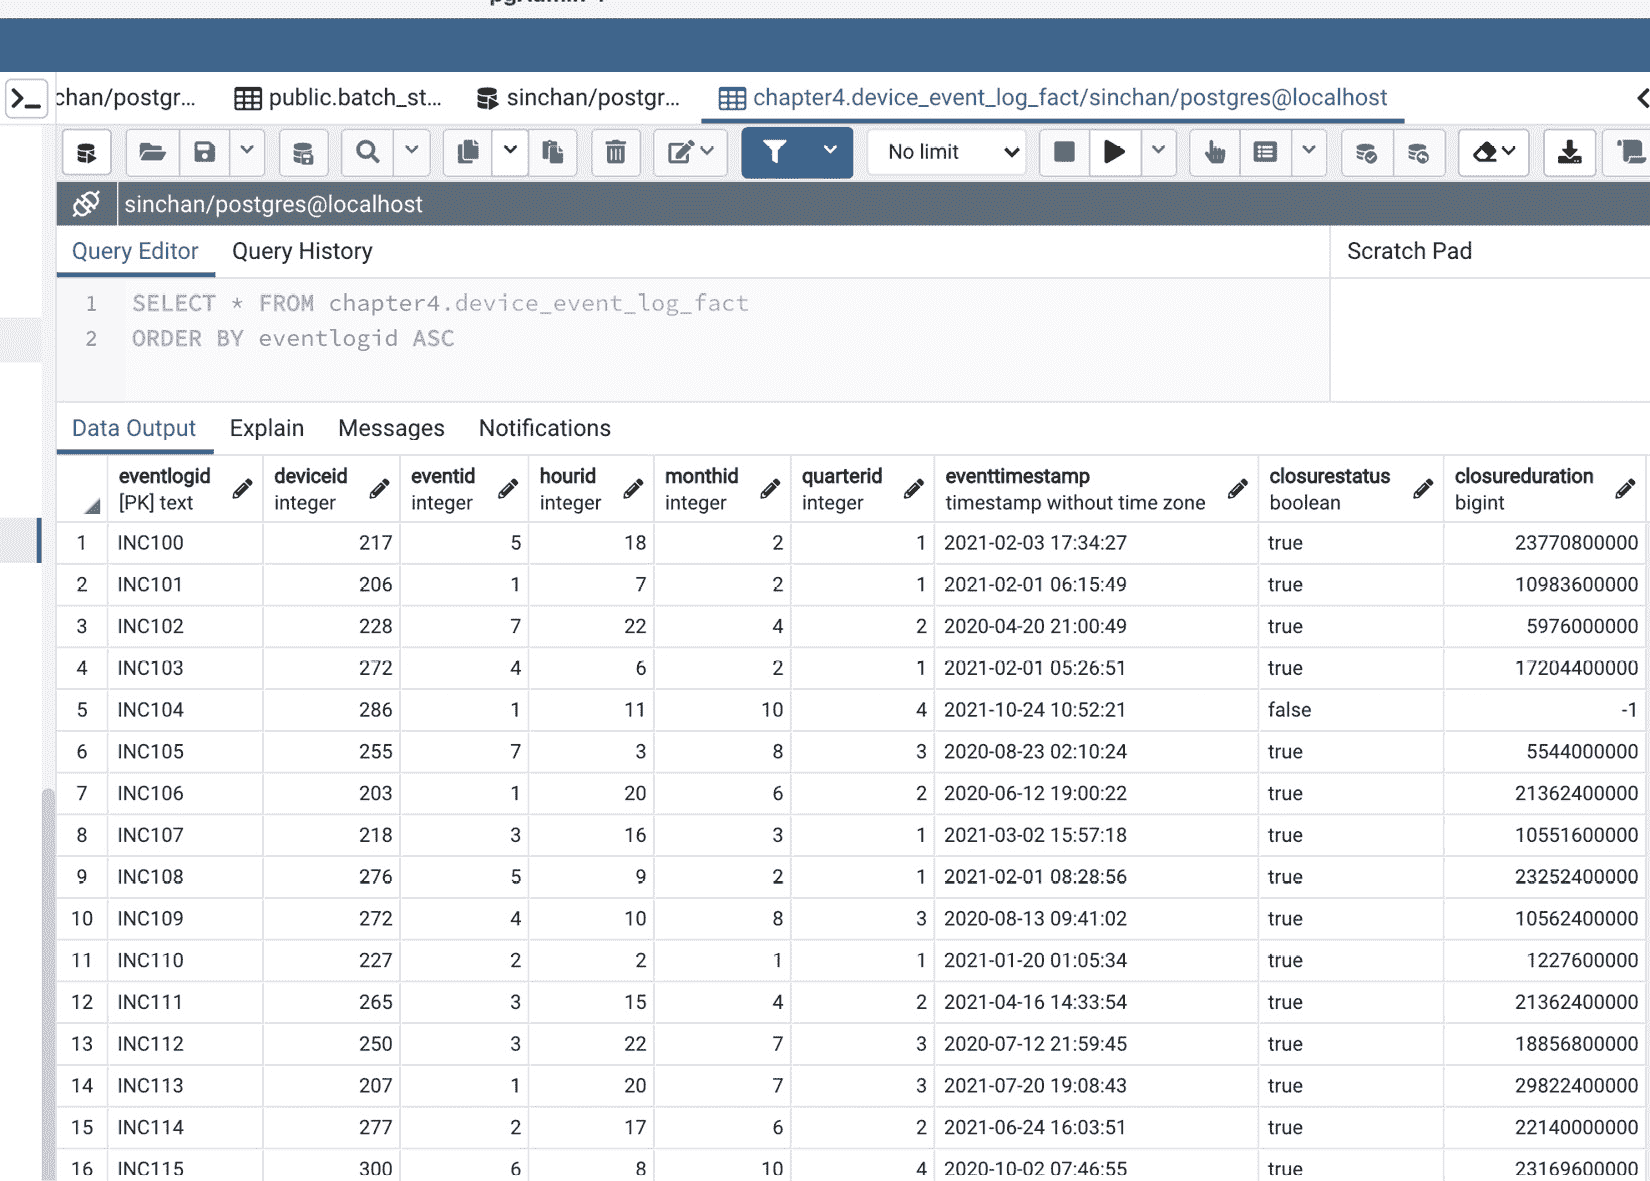 pgAdmin 4
chan/postgr... public.batch_st... sinchan/postgr... chapter4.device_event_log_fact/sinchan/postgres@localhost
No limit
sinchan/postgres@localhost
Query Editor Query History Scratch Pad
1 SELECT * FROM chapter4.device_event_log_fact
2 ORDER BY eventlogid ASC
Data Output Explain Messages Notifications
eventlogid deviceid eventid hourid monthid quarterid eventtimestamp closurestatus closureduration
[PK] text integer integer integer integer integer timestamp without time zone boolean bigint
1 INC100 217 5 18 2 1 2021-02-03 17:34:27 true 23770800000
2 INC101 206 1 7 2 1 2021-02-01 06:15:49 true 10983600000
3 INC102 228 7 22 4 2 2020-04-20 21:00:49 true 5976000000
4 INC103 272 4 6 2 1 2021-02-01 05:26:51 true 17204400000
5 INC104 286 1 11 10 4 2021-10-24 10:52:21 false -1
6 INC105 255 7 3 8 3 2020-08-23 02:10:24 true 5544000000
7 INC106 203 1 20 6 2 2020-06-12 19:00:22 true 21362400000
8 INC107 218 3 16 3 1 2021-03-02 15:57:18 true 10551600000
9 INC108 276 5 9 2 1 2021-02-01 08:28:56 true 23252400000
10 INC109 272 4 10 8 3 2020-08-13 09:41:02 true 10562400000
11 INC110 227 2 2 1 1 2021-01-20 01:05:34 true 1227600000
12 INC111 265 3 15 4 2 2021-04-16 14:33:54 true 21362400000
13 INC112 250 3 22 7 3 2020-07-12 21:59:45 true 18856800000
14 INC113 207 1 20 7 3 2021-07-20 19:08:43 true 29822400000
15 INC114 277 2 17 6 2 2021-06-24 16:03:51 true 22140000000
16 INC115 300 6 8 10 4 2020-10-02 07:46:55 true 23169600000